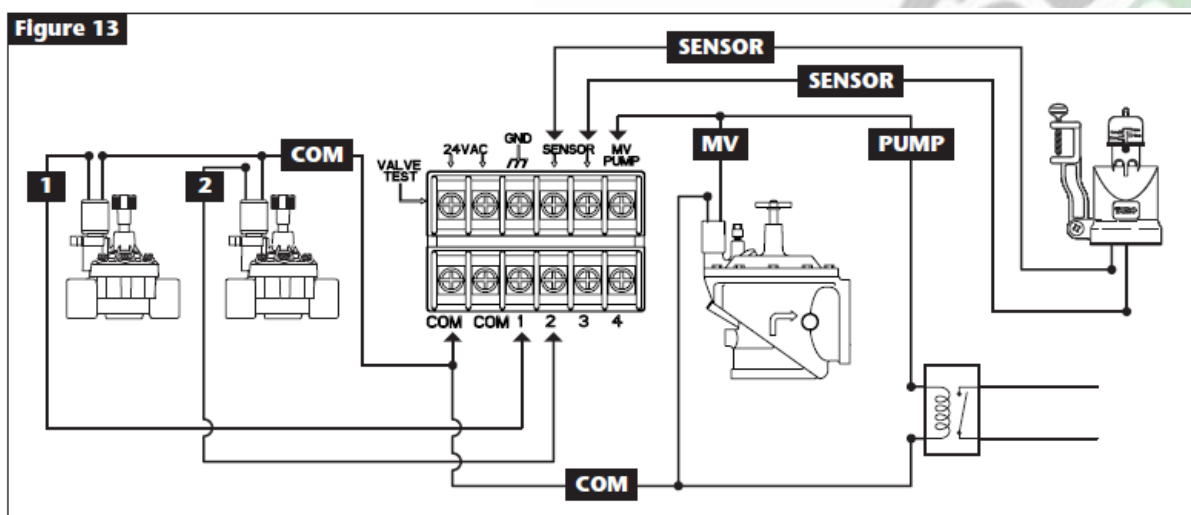 Figure 13
SENSOR
SENSOR
COM
MV
PUMP
1
2
VALVE
TEST
24VAC
GND
SENSOR
MV
PUMP
COM COM 1 2 3 4
COM